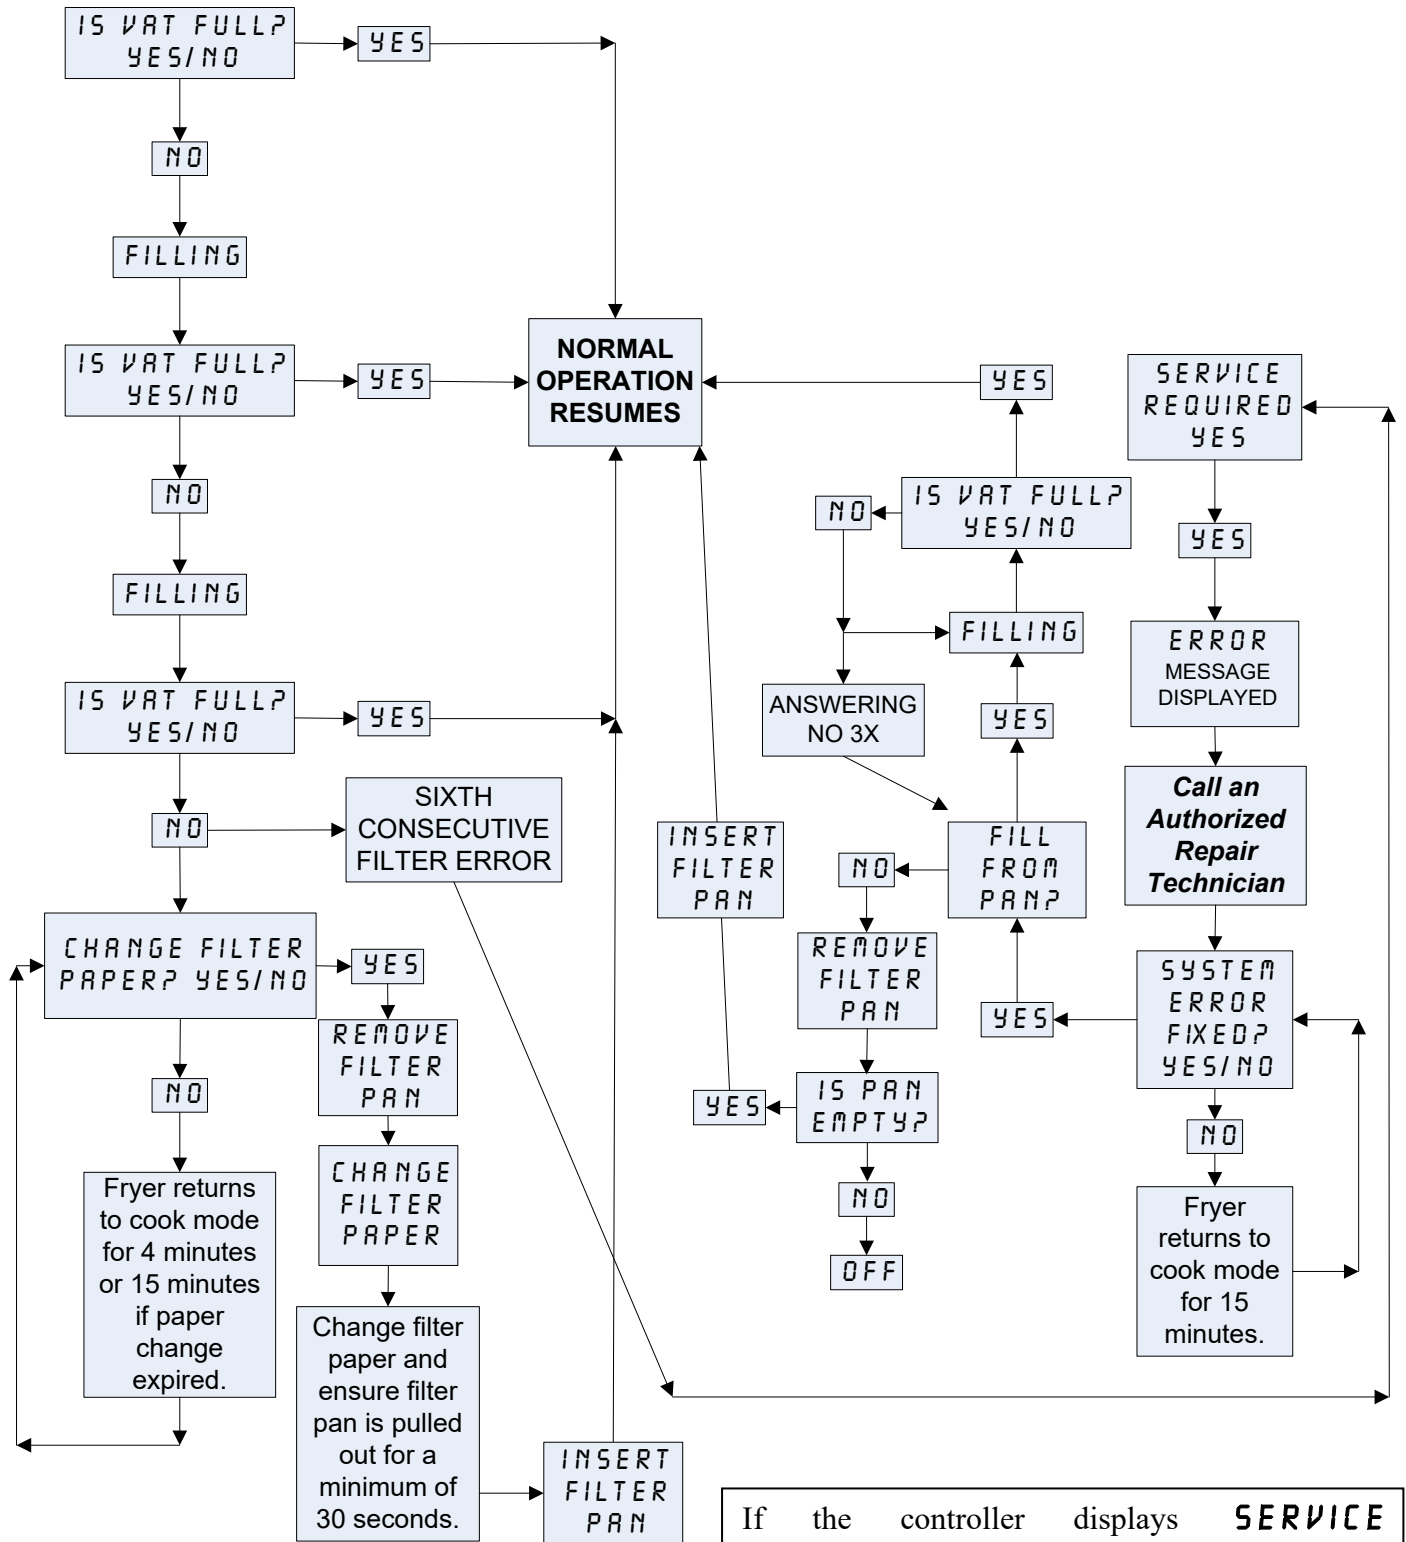 IS VAT FULL?
YES/NO
YES
NO
FILLING
IS VAT FULL?
YES/NO
YES
NO
FILLING
IS VAT FULL?
YES/NO
YES
NO
SIXTH
CONSECUTIVE
FILTER ERROR
CHANGE FILTER
PAPER? YES/NO
YES
REMOVE
FILTER
PAN
CHANGE
FILTER
PAPER
Change filter
paper and
ensure filter
pan is pulled
out for a
minimum of
30 seconds.
INSERT
FILTER
PAN
NO
Fryer returns
to cook mode
for 4 minutes
or 15 minutes
if paper
change
expired.
NORMAL
OPERATION
RESUMES
YES
IS VAT FULL?
YES/NO
NO
FILLING
ANSWERING
NO 3X
YES
FILL
FROM
PAN?
NO
REMOVE
FILTER
PAN
IS PAN
EMPTY?
YES
INSERT
FILTER
PAN
NO
OFF
SERVICE
REQUIRED
YES
YES
ERROR
MESSAGE
DISPLAYED
Call an
Authorized
Repair
Technician
SYSTEM
ERROR
FIXED?
YES/NO
YES
NO
Fryer
returns to
cook mode
for 15
minutes.
If the controller displays SERVICE